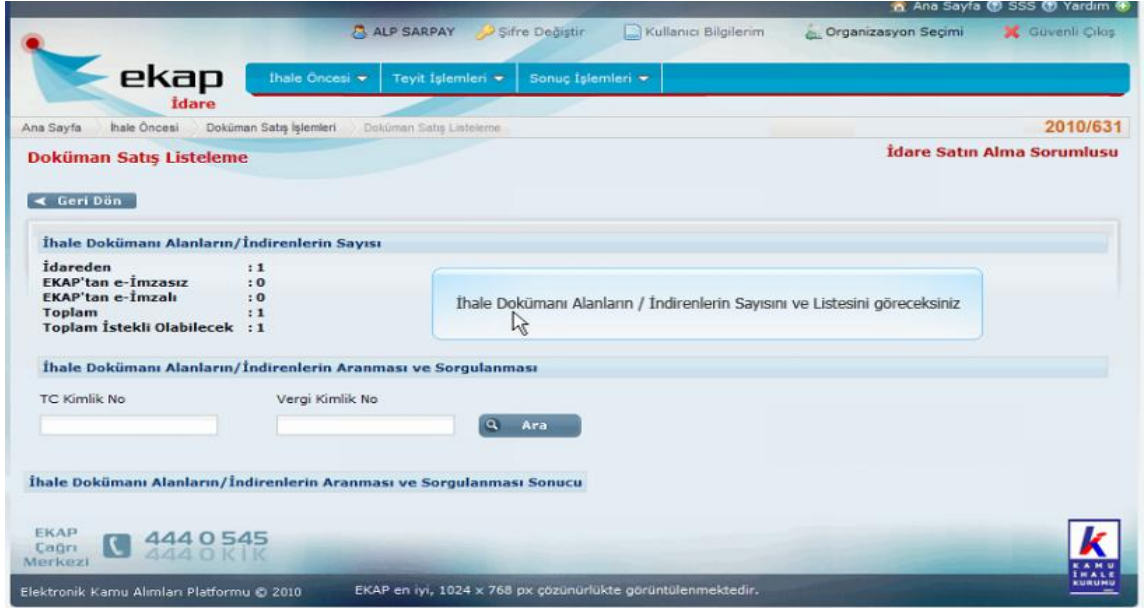 Ana Sayfa SSS Yardım
ALP SARPAY Şifre Değiştir Kullanıcı Bilgilerim Organizasyon Seçimi Güvenli Çıkış
ekap
İdare
İhale Öncesi Teyit İşlemleri Sonuç İşlemleri
Ana Sayfa İhale Öncesi Doküman Satış İşlemleri Doküman Satış Listeleme
2010/631
Doküman Satış Listeleme
İdare Satın Alma Sorumlusu
Geri Dön
İhale Dokümanı Alanların/İndirenlerin Sayısı
İdareden : 1
EKAP'tan e-İmzasız : 0
EKAP'tan e-İmzalı : 0
Toplam : 1
Toplam İstekli Olabilecek : 1
İhale Dokümanı Alanların / İndirenlerin Sayısını ve Listesini göreceksiniz
İhale Dokümanı Alanların/İndirenlerin Aranması ve Sorgulanması
TC Kimlik No Vergi Kimlik No
Ara
İhale Dokümanı Alanların/İndirenlerin Aranması ve Sorgulanması Sonucu
EKAP
Çağrı
Merkezi
444 0 545
444 0 KİK
k
KAMU
İHALE
KURUMU
Elektronik Kamu Alımları Platformu © 2010 EKAP en iyi, 1024 x 768 px çözünürlükte görüntülenmektedir.